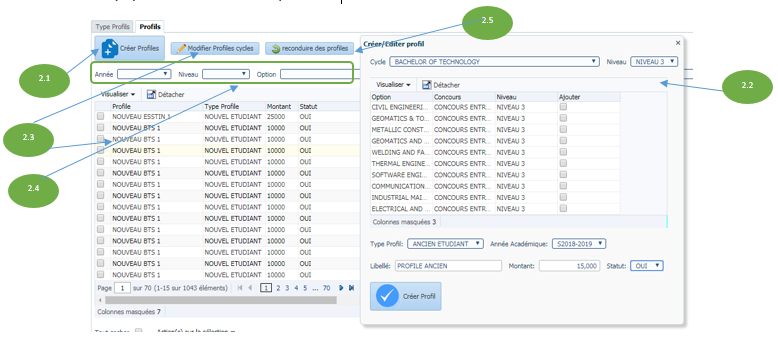 Type Profils Profils
2.5
Créer Profiles Modifier Profiles cycles reconduire des profiles
2.1
Année Niveau Option
Visualiser Détacher
Profile Type Profile Montant Statut
NOUVEAU ESSTIN 1 NOUVEL ETUDIANT 25000 OUI
NOUVEAU BTS 1 NOUVEL ETUDIANT 10000 OUI
NOUVEAU BTS 1 NOUVEL ETUDIANT 10000 OUI
NOUVEAU BTS 1 NOUVEL ETUDIANT 10000 OUI
NOUVEAU BTS 1 NOUVEL ETUDIANT 10000 OUI
NOUVEAU BTS 1 NOUVEL ETUDIANT 10000 OUI
NOUVEAU BTS 1 NOUVEL ETUDIANT 10000 OUI
NOUVEAU BTS 1 NOUVEL ETUDIANT 10000 OUI
NOUVEAU BTS 1 NOUVEL ETUDIANT 10000 OUI
NOUVEAU BTS 1 NOUVEL ETUDIANT 10000 OUI
NOUVEAU BTS 1 NOUVEL ETUDIANT 10000 OUI
NOUVEAU BTS 1 NOUVEL ETUDIANT 10000 OUI
NOUVEAU BTS 1 NOUVEL ETUDIANT 10000 OUI
NOUVEAU BTS 1 NOUVEL ETUDIANT 10000 OUI
NOUVEAU BTS 1 NOUVEL ETUDIANT 10000 OUI
2.3
2.4
Page 1 sur 70 (1-15 sur 1043 éléments) 1 2 3 4 5 ... 70
Colonnes masquées 7
Créer/Editer profil
Cycle BACHELOR OF TECHNOLOGY Niveau NIVEAU 3
Visualiser Détacher
2.2
Option Concours Niveau Ajouter
CIVIL ENGINEERI... CONCOURS ENTR... NIVEAU 3
GEOMATICS & TO... CONCOURS ENTR... NIVEAU 3
METALLIC CONST... CONCOURS ENTR... NIVEAU 3
GEOMATICS AND ... CONCOURS ENTR... NIVEAU 3
WELDING AND FA... CONCOURS ENTR... NIVEAU 3
THERMAL ENGINE... CONCOURS ENTR... NIVEAU 3
SOFTWARE ENGI... CONCOURS ENTR... NIVEAU 3
COMMUNICATION... CONCOURS ENTR... NIVEAU 3
INDUSTRIAL MAI... CONCOURS ENTR... NIVEAU 3
ELECTRICAL AND ... CONCOURS ENTR... NIVEAU 3
Colonnes masquées 3
Type Profil: ANCIEN ETUDIANT Année Académique: S2018-2019
Libellé: PROFILE ANCIEN Montant: 15,000 Statut: OUI
Créer Profil